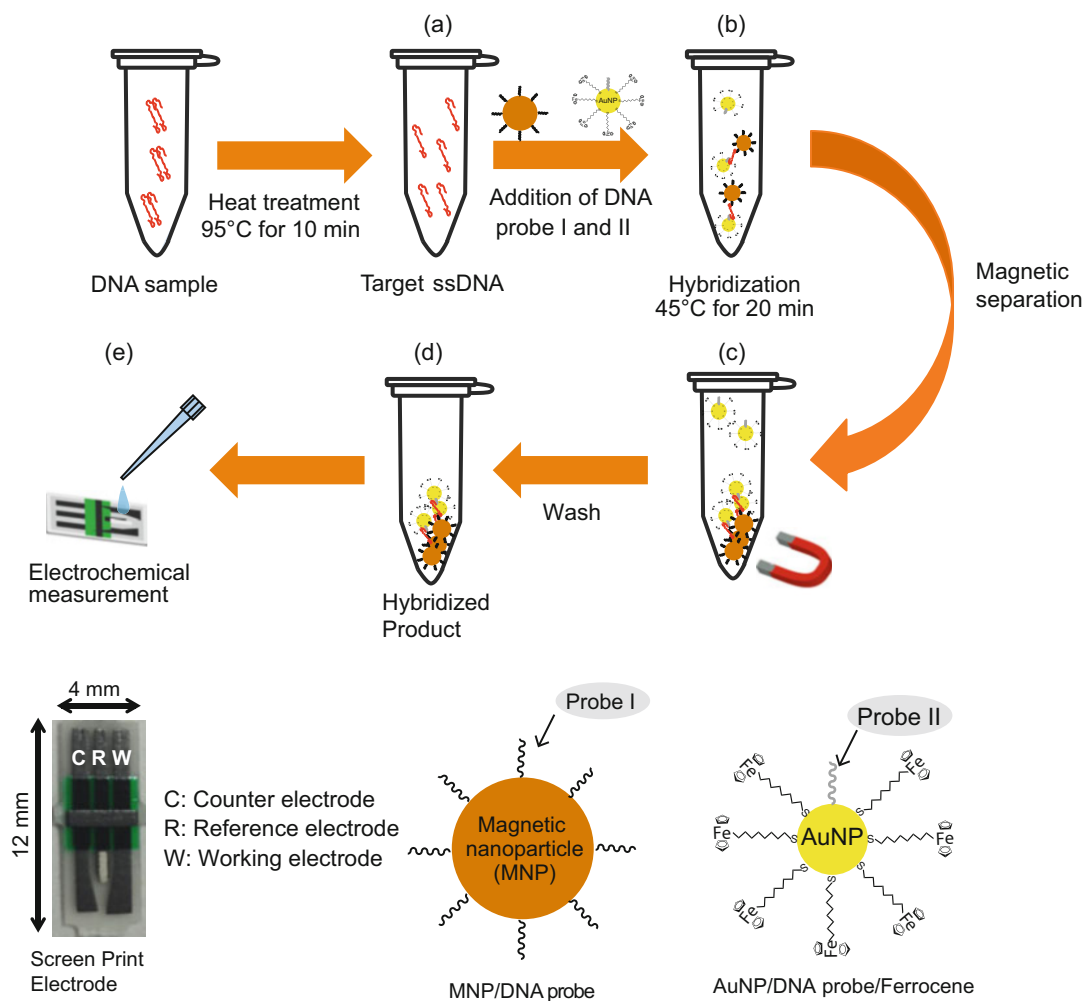 (a)
(b)
AuNP
Fe
Heat treatment
95°C for 10 min
Addition of DNA
probe I and II
DNA sample
Target ssDNA
Hybridization
45°C for 20 min
Magnetic
separation
(e)
(d)
(c)
Wash
Electrochemical
measurement
Hybridized
Product
4 mm
12 mm
C R W
C: Counter electrode
R: Reference electrode
W: Working electrode
Screen Print
Electrode
Probe I
Magnetic
nanoparticle
(MNP)
MNP/DNA probe
Probe II
Fe
Fe
S
S
Fe
S
AuNP
S
Fe
S
S
S
Fe
Fe
Fe
AuNP/DNA probe/Ferrocene